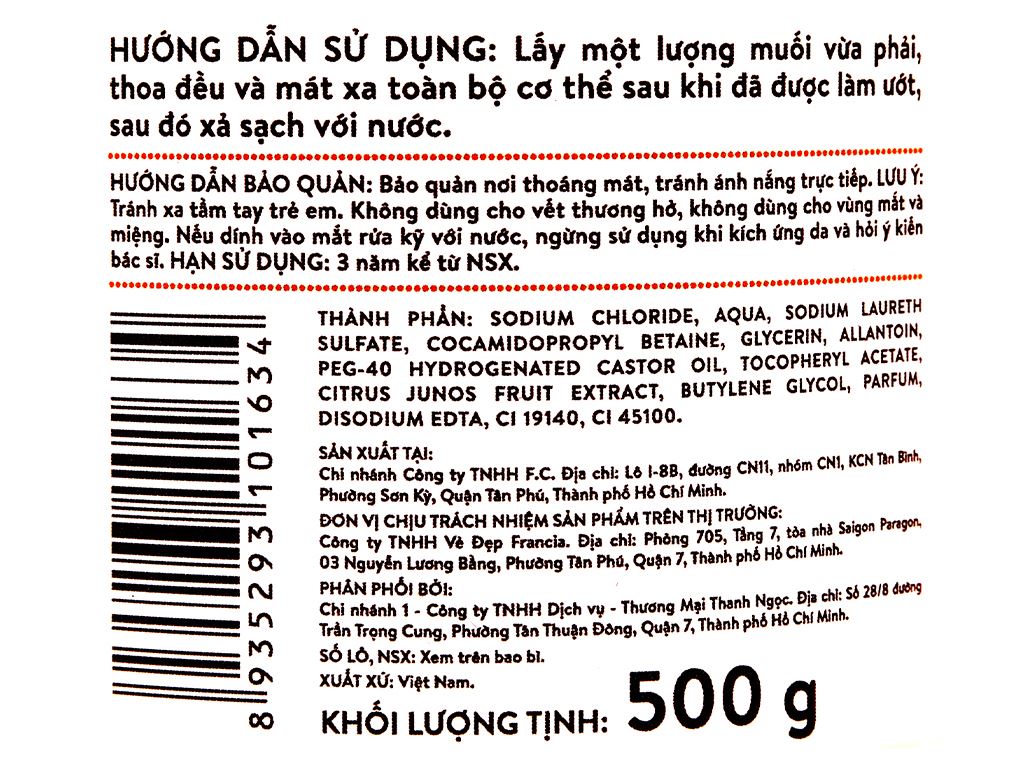 HƯỚNG DẪN SỬ DỤNG: Lấy một lượng muối vừa phải,
thoa đều và mát xa toàn bộ cơ thể sau khi đã được làm ướt,
sau đó xả sạch với nước.
HƯỚNG DẪN BẢO QUẢN: Bảo quản nơi thoáng mát, tránh ánh nắng trực tiếp. LƯU Ý:
Tránh xa tầm tay trẻ em. Không dùng cho vết thương hở, không dùng cho vùng mắt và
miệng. Nếu dính vào mắt rửa kỹ với nước, ngừng sử dụng khi kích ứng da và hỏi ý kiến
bác sĩ. HẠN SỬ DỤNG: 3 năm kể từ NSX.
THÀNH PHẦN: SODIUM CHLORIDE, AQUA, SODIUM LAURETH
SULFATE, COCAMIDOPROPYL BETAINE, GLYCERIN, ALLANTOIN,
PEG-40 HYDROGENATED CASTOR OIL, TOCOPHERYL ACETATE,
CITRUS JUNOS FRUIT EXTRACT, BUTYLENE GLYCOL, PARFUM,
DISODIUM EDTA, CI 19140, CI 45100.
SẢN XUẤT TẠI:
Chi nhánh Công ty TNHH F.C. Địa chỉ: Lô I-8B, đường CN11, nhóm CN1, KCN Tân Bình,
Phường Sơn Kỳ, Quận Tân Phú, Thành phố Hồ Chí Minh.
ĐƠN VỊ CHỊU TRÁCH NHIỆM SẢN PHẨM TRÊN THỊ TRƯỜNG:
Công ty TNHH Vẻ Đẹp Francia. Địa chỉ: Phòng 705, Tầng 7, tòa nhà Saigon Paragon,
03 Nguyễn Lương Bằng, Phường Tân Phú, Quận 7, Thành phố Hồ Chí Minh.
PHÂN PHỐI BỞI:
Chi nhánh 1 - Công ty TNHH Dịch vụ - Thương Mại Thanh Ngọc. Địa chỉ: Số 28/8 đường
Trần Trọng Cung, Phường Tân Thuận Đông, Quận 7, Thành phố Hồ Chí Minh.
SỐ LÔ, NSX: Xem trên bao bì.
XUẤT XỨ: Việt Nam.
KHỐI LƯỢNG TỊNH: 500 g
8 935293 101634